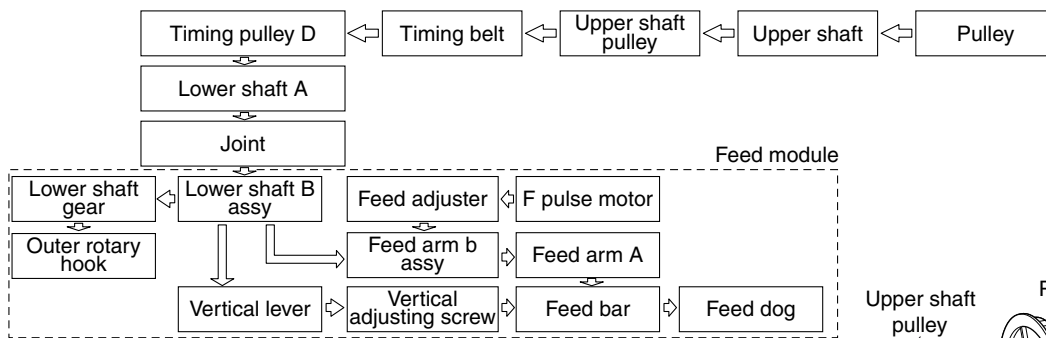 Timing pulley D
Timing belt
Upper shaft
pulley
Upper shaft
Pulley
Lower shaft A
Joint
Feed module
Lower shaft
gear
Lower shaft B
assy
Feed adjuster
F pulse motor
Outer rotary
hook
Feed arm b
assy
Feed arm A
Vertical lever
Vertical
adjusting screw
Feed bar
Feed dog
Upper shaft
pulley